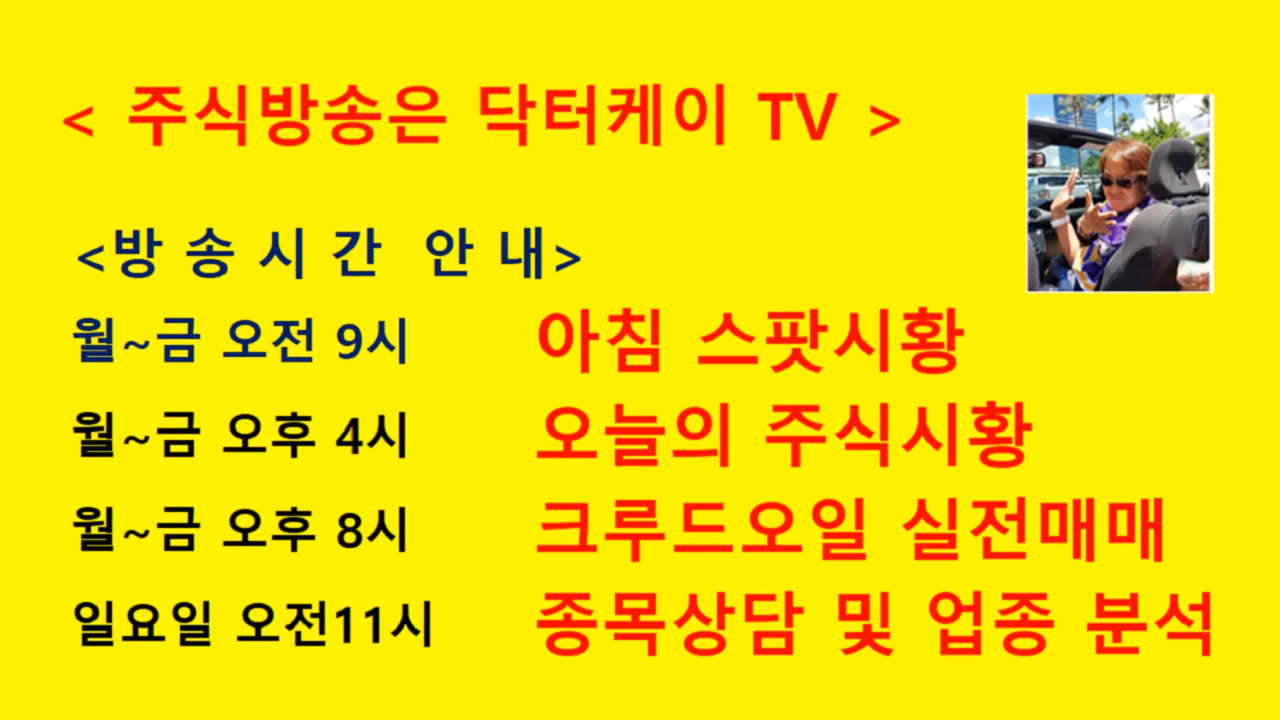 < 주식방송은 닥터케이 TV >
<방 송 시 간 안 내>
월~금 오전 9시 아침 스팟시황
월~금 오후 4시 오늘의 주식시황
월~금 오후 8시 크루드오일 실전매매
일요일 오전11시 종목상담 및 업종 분석